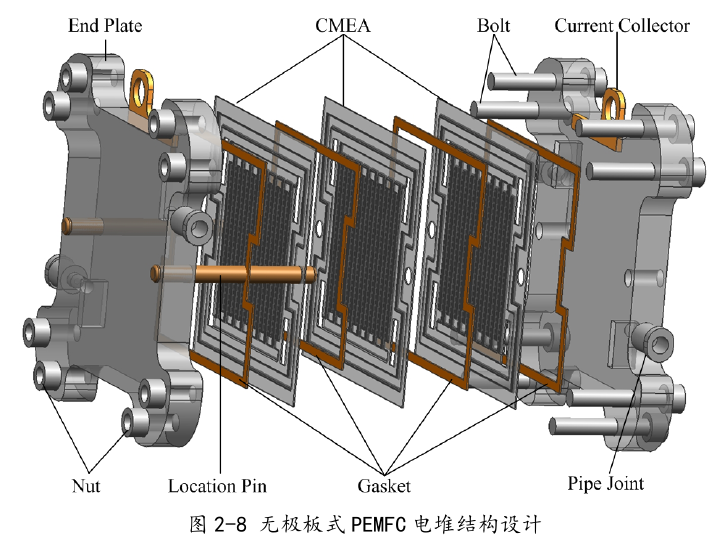 End Plate
CMEA
Bolt
Current Collector
Nut
Location Pin
Gasket
Pipe Joint
图 2-8 无极板式 PEMFC 电堆结构设计